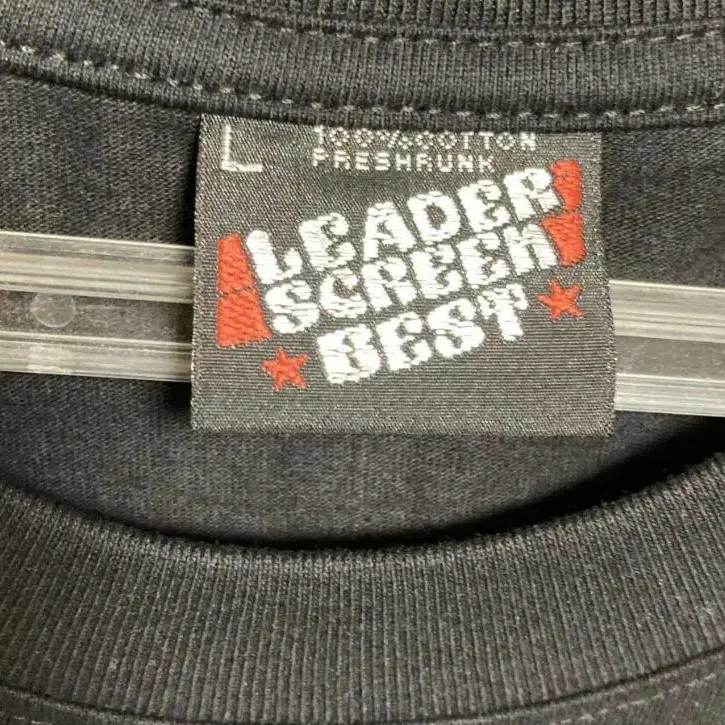 L
100% COTTON
PRESHRUNK
LEADER
SCREEN
BEST